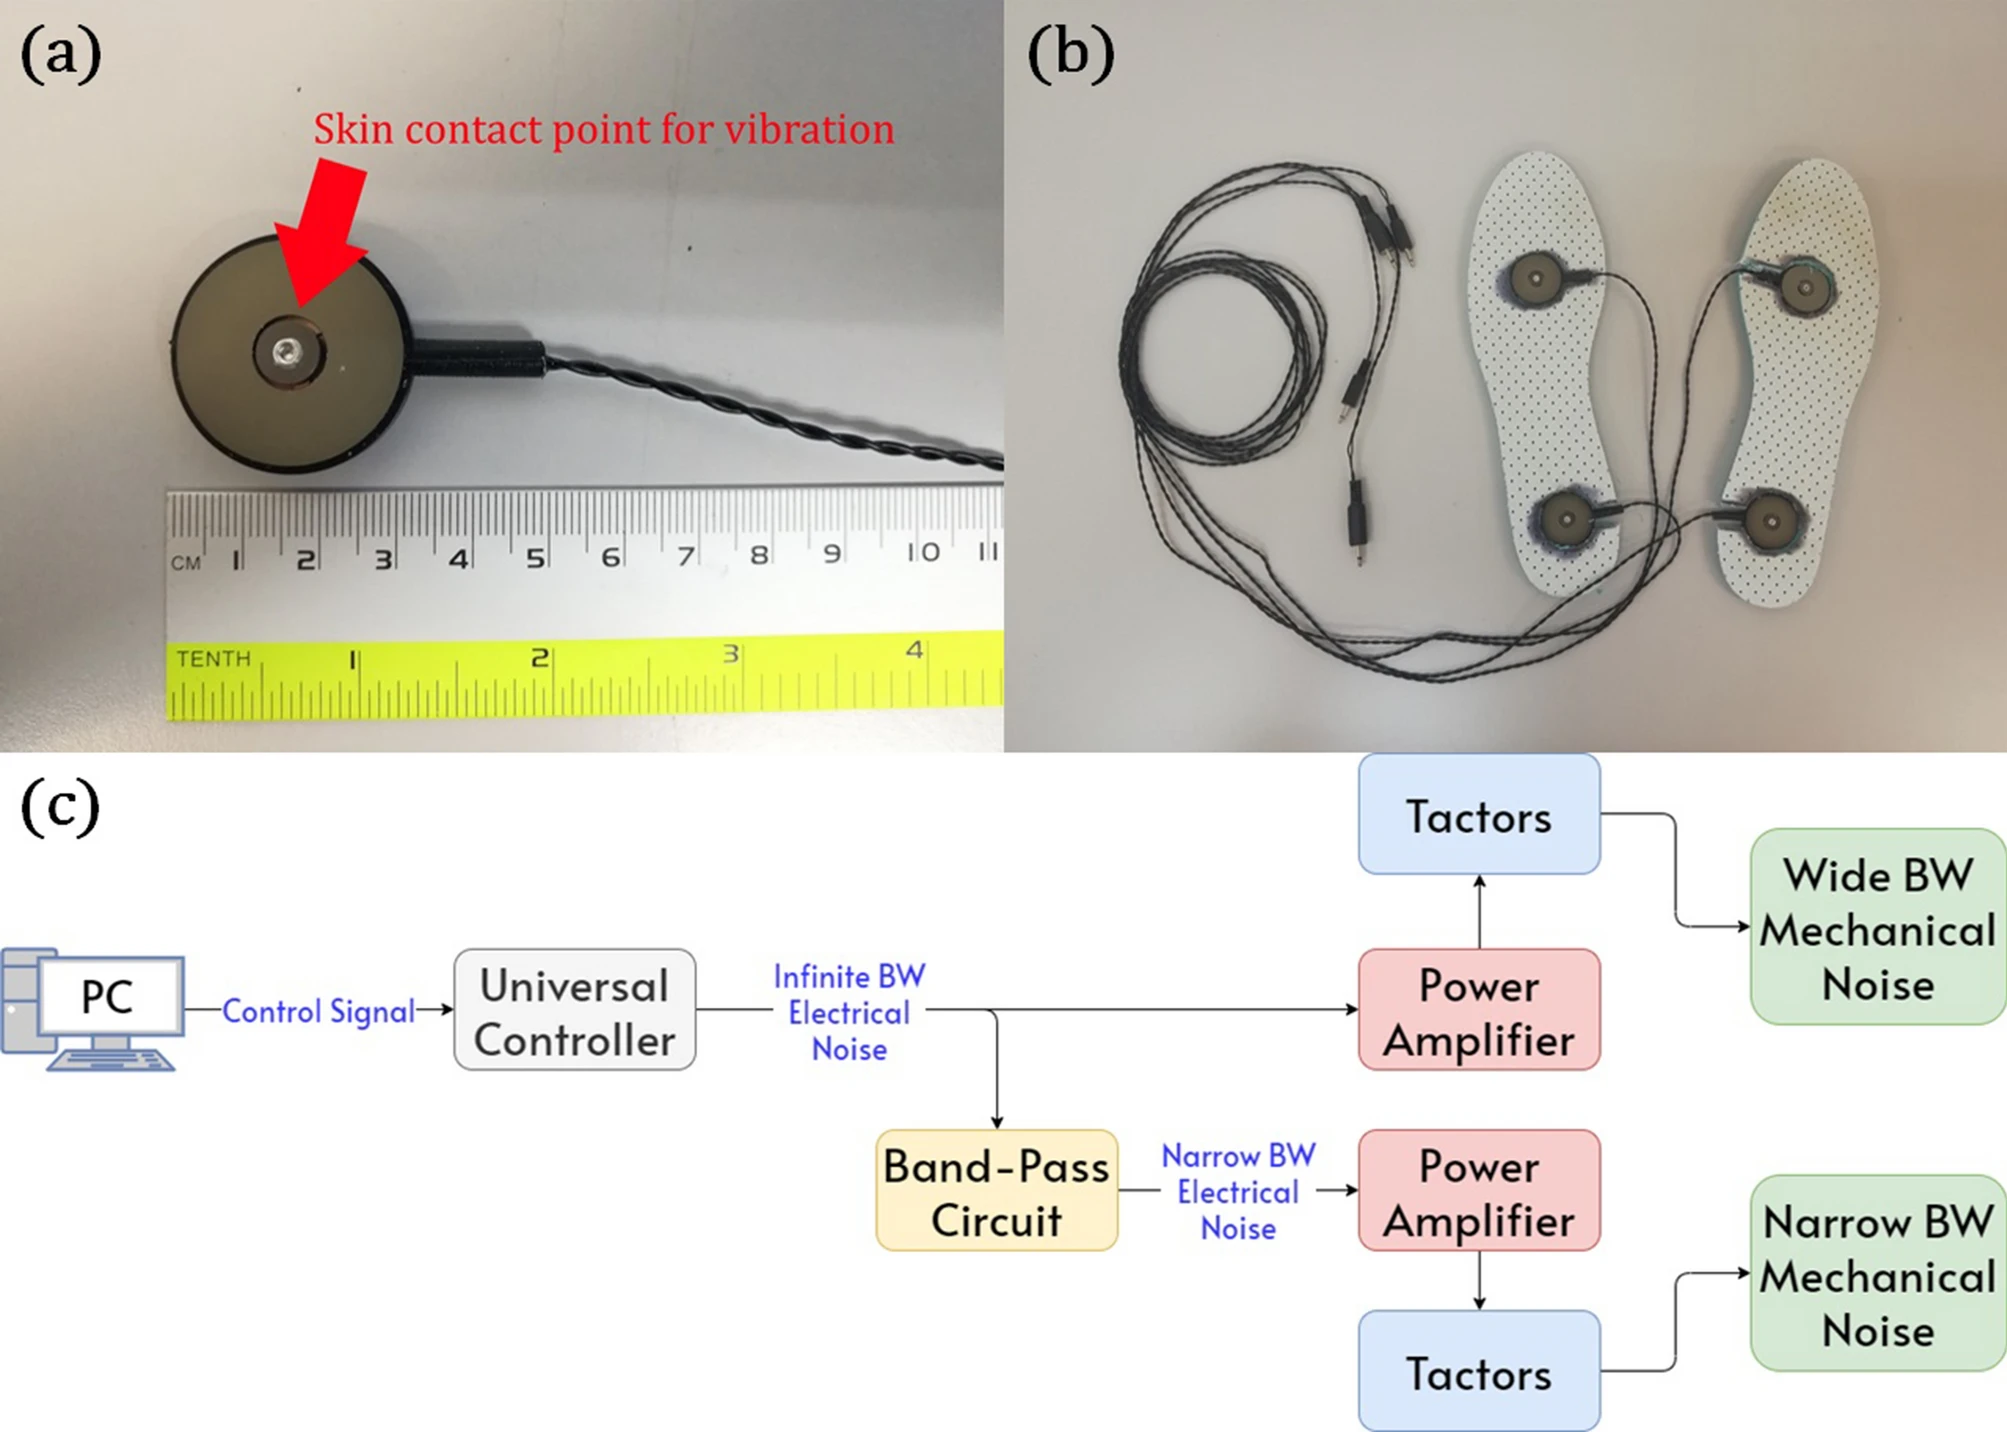 (a)
Skin contact point for vibration
CM 1 2 3 4 5 6 7 8 9 10 11
TENTH 1 2 3 4
(b)
(c)
PC
Control Signal
Universal
Controller
Infinite BW
Electrical
Noise
Tactors
Power
Amplifier
Wide BW
Mechanical
Noise
Band-Pass
Circuit
Narrow BW
Electrical
Noise
Power
Amplifier
Tactors
Narrow BW
Mechanical
Noise